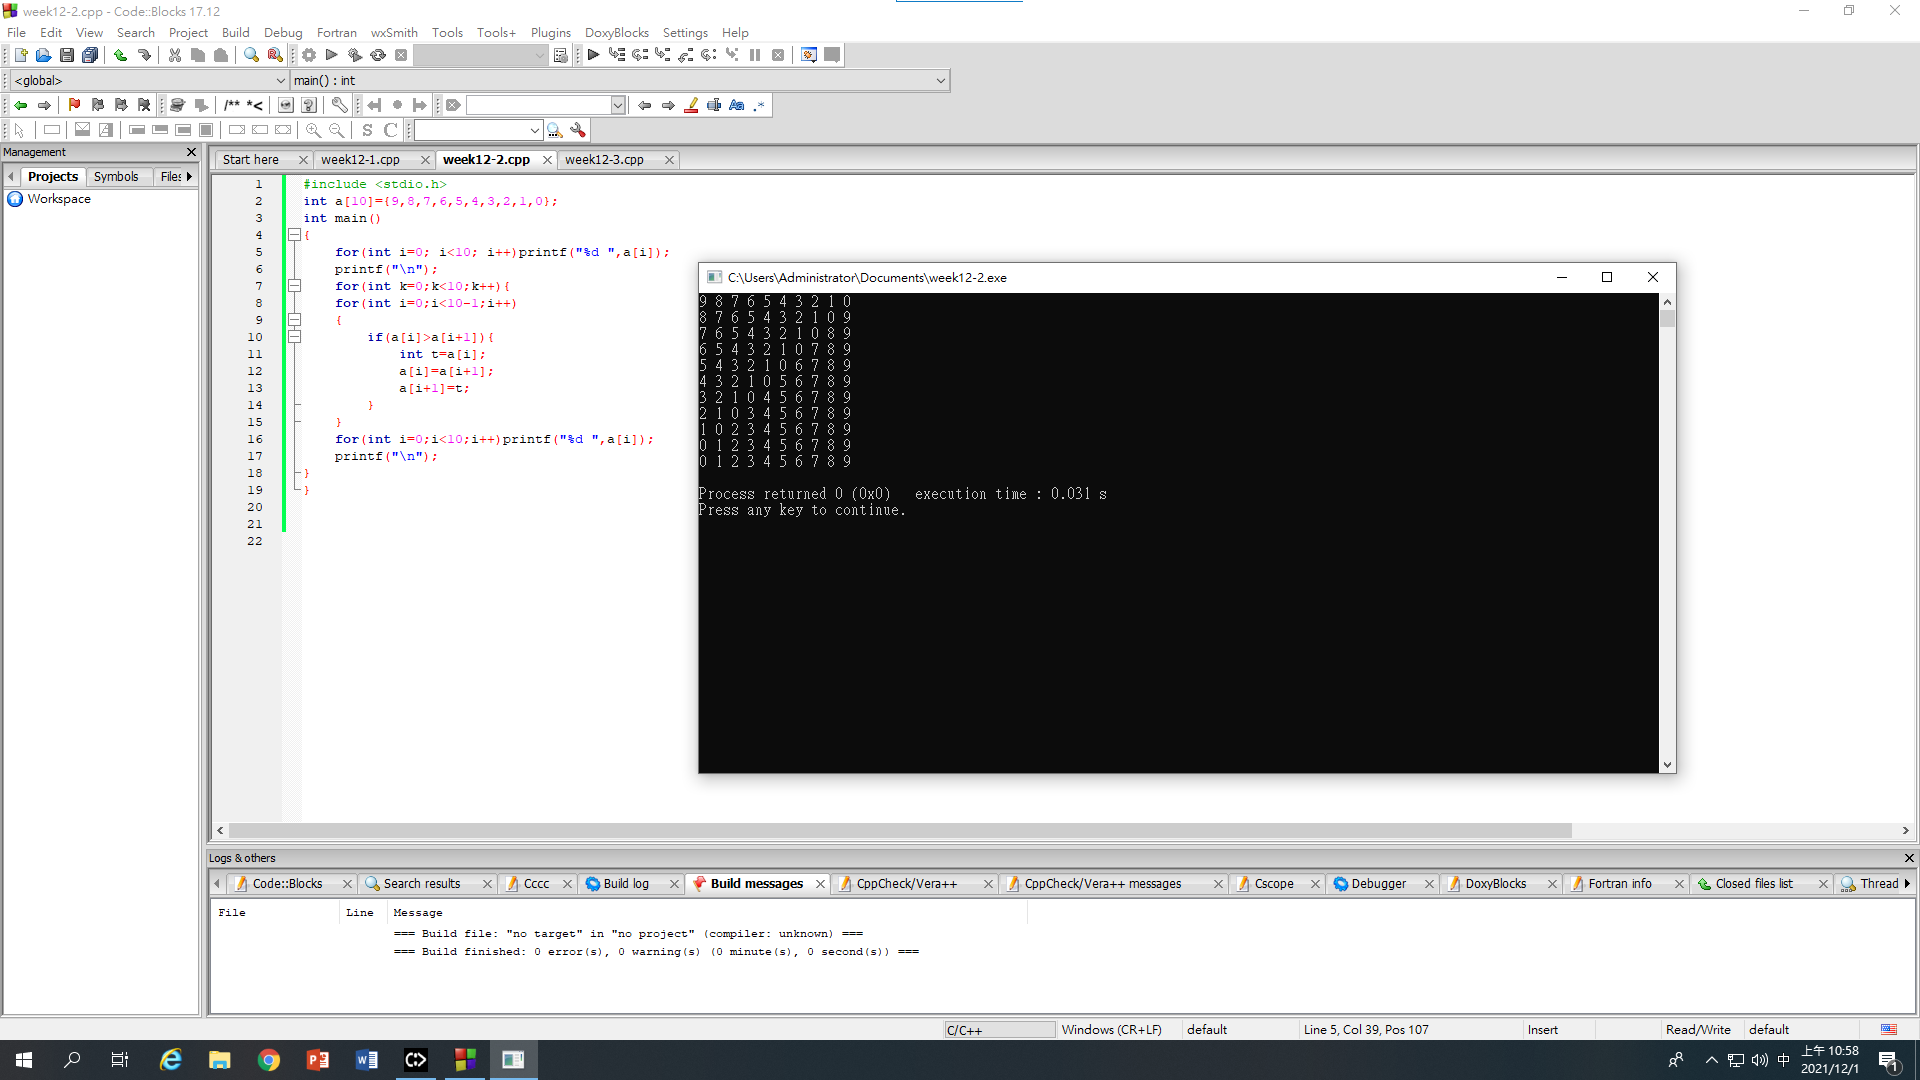 week12-2.cpp - Code::Blocks 17.12
File Edit View Search Project Build Debug Fortran wxSmith Tools Tools+ Plugins DoxyBlocks Settings Help
<global> main() : int
/** *<
Aa .*
S C
Management
Projects Symbols Files
Workspace
Start here week12-1.cpp week12-2.cpp week12-3.cpp
1 #include <stdio.h>
2 int a[10]={9,8,7,6,5,4,3,2,1,0};
3 int main()
4 {
5 for(int i=0; i<10; i++)printf("%d ",a[i]);
6 printf("\n");
7 for(int k=0;k<10;k++){
8 for(int i=0;i<10-1;i++)
9 {
10 if(a[i]>a[i+1]){
11 int t=a[i];
12 a[i]=a[i+1];
13 a[i+1]=t;
14 }
15 }
16 for(int i=0;i<10;i++)printf("%d ",a[i]);
17 printf("\n");
18 }
19 }
20
21
22
C:\Users\Administrator\Documents\week12-2.exe
9 8 7 6 5 4 3 2 1 0
8 7 6 5 4 3 2 1 0 9
7 6 5 4 3 2 1 0 8 9
6 5 4 3 2 1 0 7 8 9
5 4 3 2 1 0 6 7 8 9
4 3 2 1 0 5 6 7 8 9
3 2 1 0 4 5 6 7 8 9
2 1 0 3 4 5 6 7 8 9
1 0 2 3 4 5 6 7 8 9
0 1 2 3 4 5 6 7 8 9
0 1 2 3 4 5 6 7 8 9
Process returned 0 (0x0)   execution time : 0.031 s
Press any key to continue.
Logs & others
Code::Blocks Search results Cccc Build log Build messages CppCheck/Vera++ CppCheck/Vera++ messages Cscope Debugger DoxyBlocks Fortran info Closed files list Thread
File Line Message
=== Build file: "no target" in "no project" (compiler: unknown) ===
=== Build finished: 0 error(s), 0 warning(s) (0 minute(s), 0 second(s)) ===
C/C++ Windows (CR+LF) default Line 5, Col 39, Pos 107 Insert Read/Write default
中 上午 10:58
2021/12/1
1